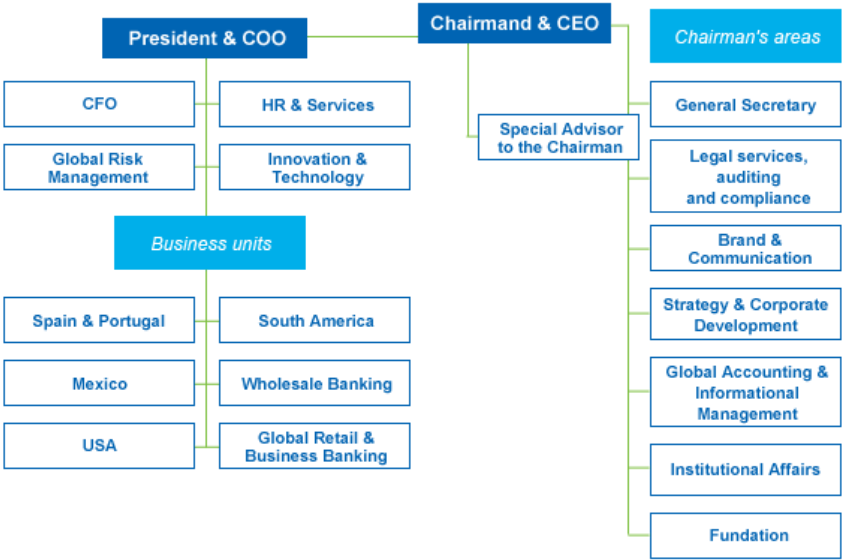 President & COO
Chairmand & CEO
Chairman's areas
CFO
HR & Services
Global Risk
Management
Innovation &
Technology
Business units
Spain & Portugal
South America
Mexico
Wholesale Banking
USA
Global Retail &
Business Banking
Special Advisor
to the Chairman
General Secretary
Legal services,
auditing
and compliance
Brand &
Communication
Strategy & Corporate
Development
Global Accounting &
Informational
Management
Institutional Affairs
Fundation